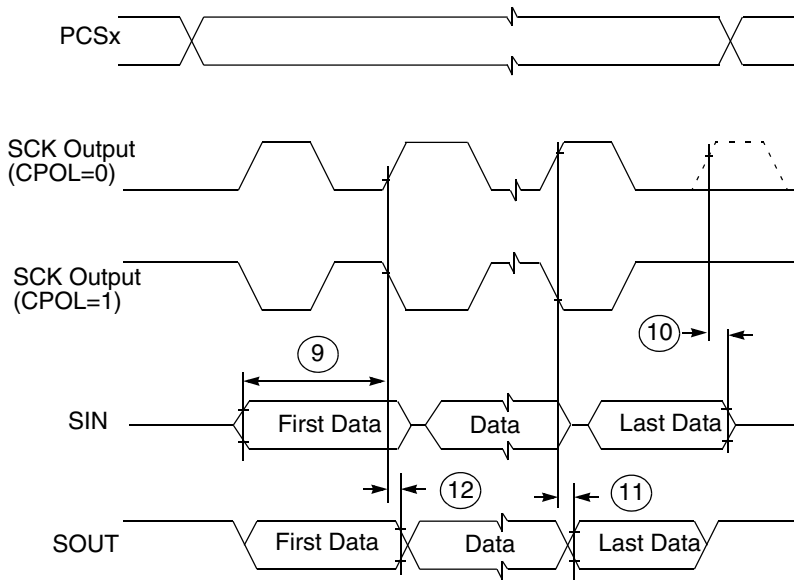 PCSx
SCK Output
(CPOL=0)
SCK Output
(CPOL=1)
10
9
SIN
First Data
Data
Last Data
12
11
SOUT
First Data
Data
Last Data